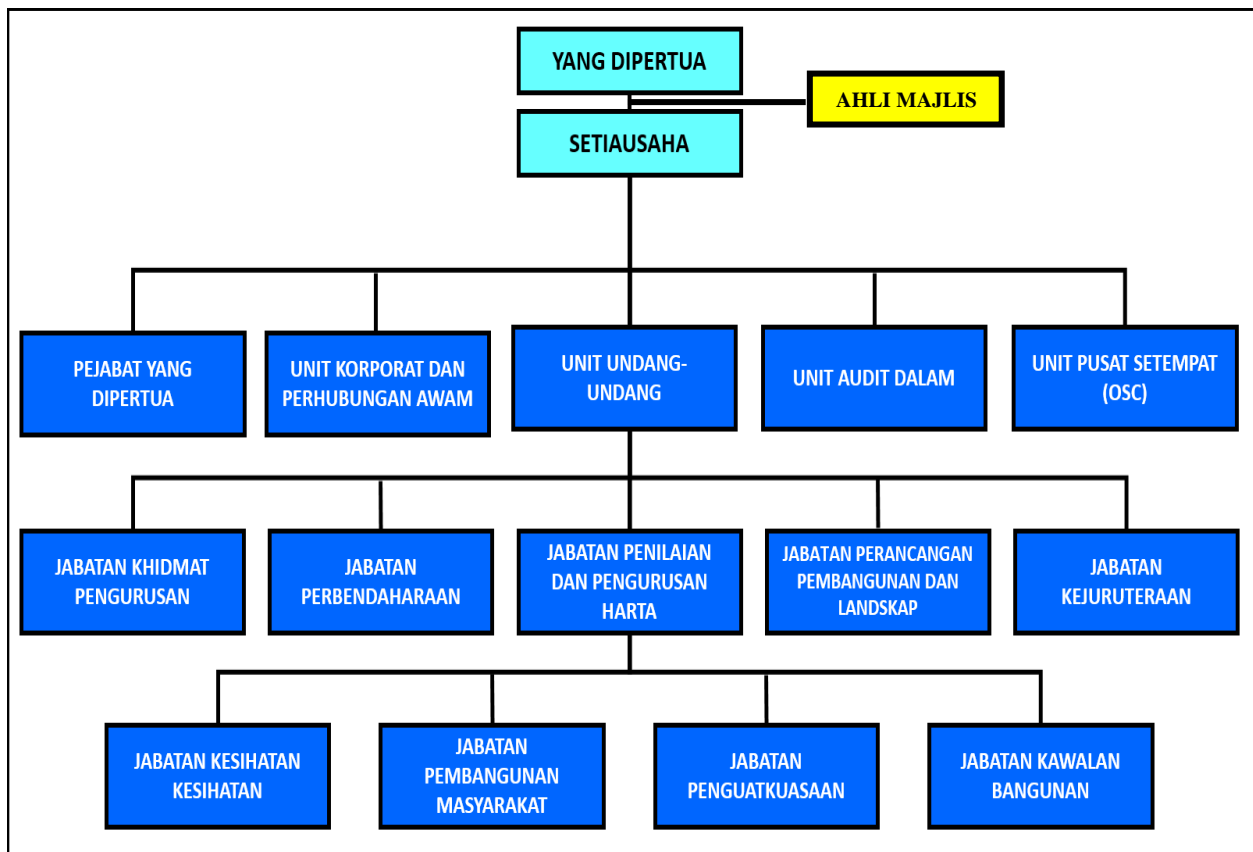 YANG DIPERTUA
AHLI MAJLIS
SETIAUSAHA
PEJABAT YANG
DIPERTUA
UNIT KORPORAT DAN
PERHUBUNGAN AWAM
UNIT UNDANG-
UNDANG
UNIT AUDIT DALAM
UNIT PUSAT SETEMPAT
(OSC)
JABATAN KHIDMAT
PENGURUSAN
JABATAN
PERBENDAHARAAN
JABATAN PENILAIAN
DAN PENGURUSAN
HARTA
JABATAN PERANCANGAN
PEMBANGUNAN DAN
LANDSKAP
JABATAN
KEJURUTERAAN
JABATAN KESIHATAN
KESIHATAN
JABATAN
PEMBANGUNAN
MASYARAKAT
JABATAN
PENGUATKUASAAN
JABATAN KAWALAN
BANGUNAN